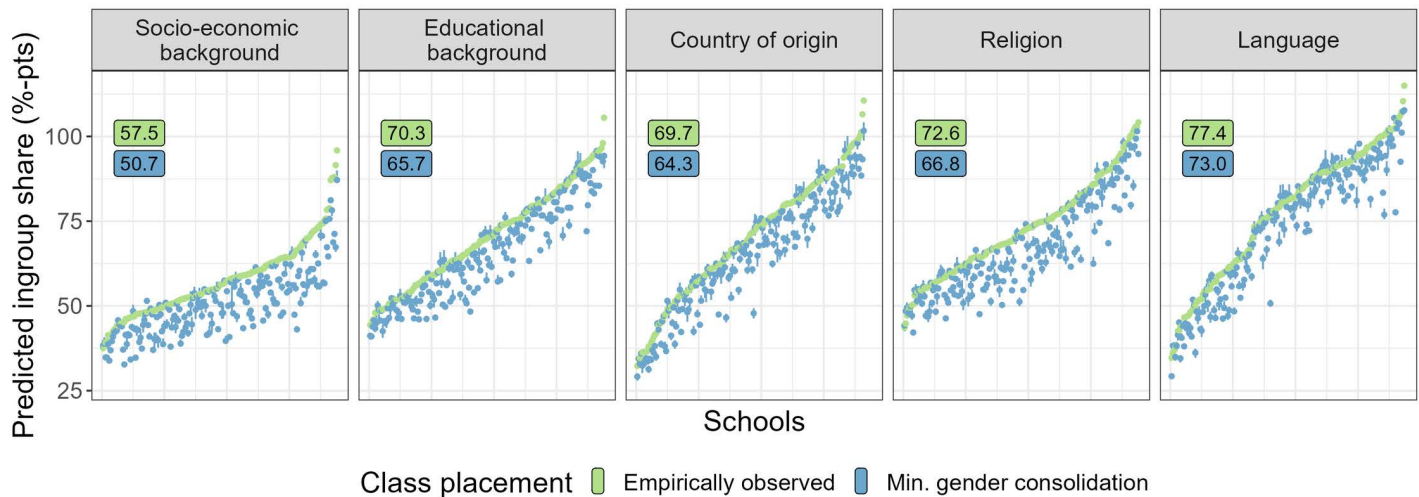 Predicted ingroup share (%-pts)
Socio-economic
background
Educational
background
Country of origin
Religion
Language
100
75
50
25
57.5
50.7
70.3
65.7
69.7
64.3
72.6
66.8
77.4
73.0
Schools
Class placement Empirically observed Min. gender consolidation